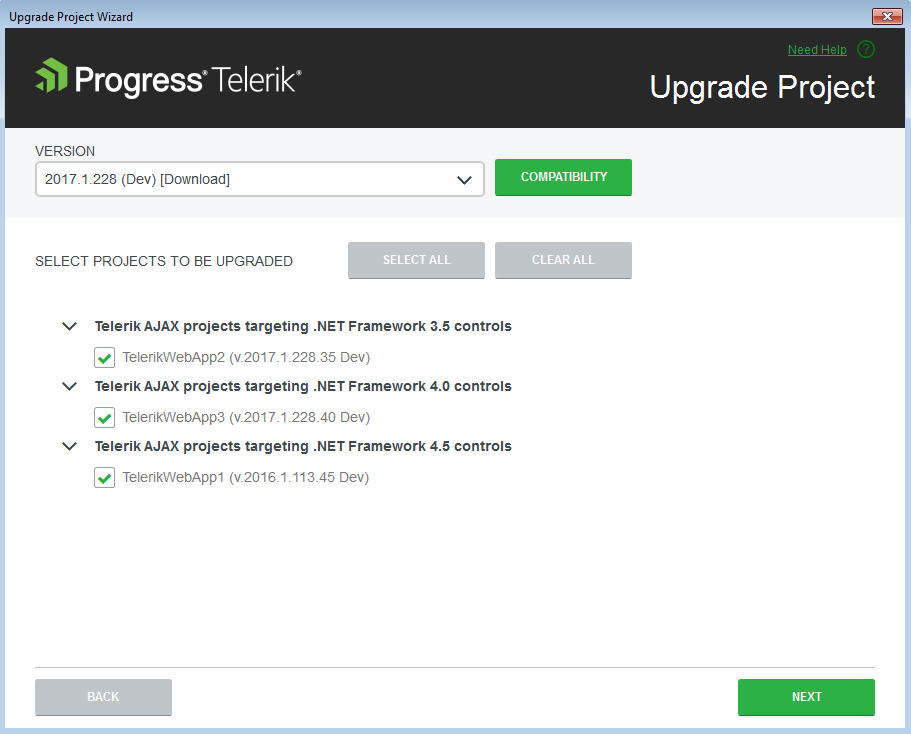 Upgrade Project Wizard
Need Help ?
Progress® Telerik®
Upgrade Project
VERSION
2017.1.228 (Dev) [Download]
COMPATIBILITY
SELECT PROJECTS TO BE UPGRADED
SELECT ALL
CLEAR ALL
Telerik AJAX projects targeting .NET Framework 3.5 controls
TelerikWebApp2 (v.2017.1.228.35 Dev)
Telerik AJAX projects targeting .NET Framework 4.0 controls
TelerikWebApp3 (v.2017.1.228.40 Dev)
Telerik AJAX projects targeting .NET Framework 4.5 controls
TelerikWebApp1 (v.2016.1.113.45 Dev)
BACK
NEXT